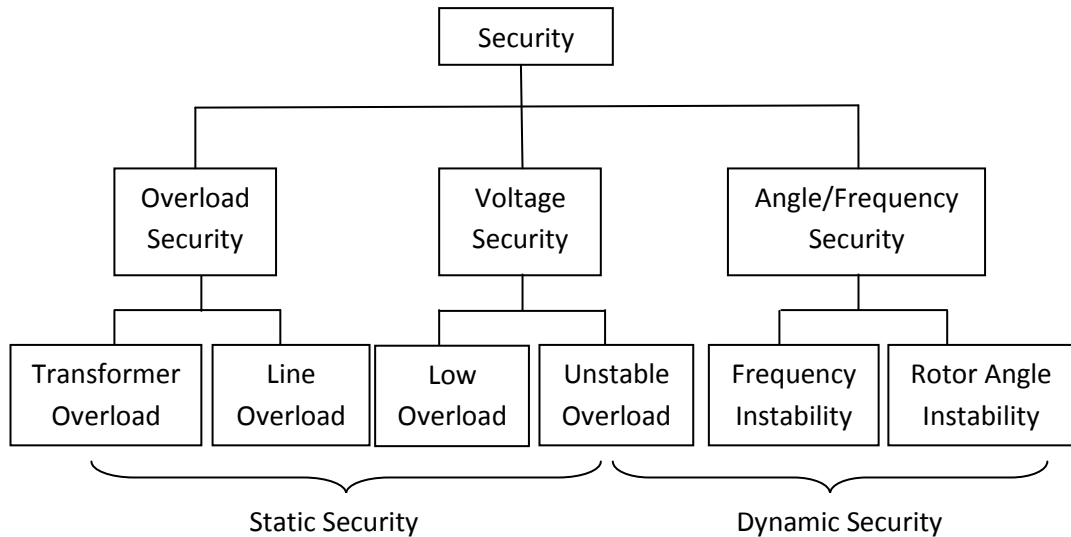 Security
Overload
Security
Voltage
Security
Angle/Frequency
Security
Transformer
Overload
Line
Overload
Low
Overload
Unstable
Overload
Frequency
Instability
Rotor Angle
Instability
Static Security
Dynamic Security